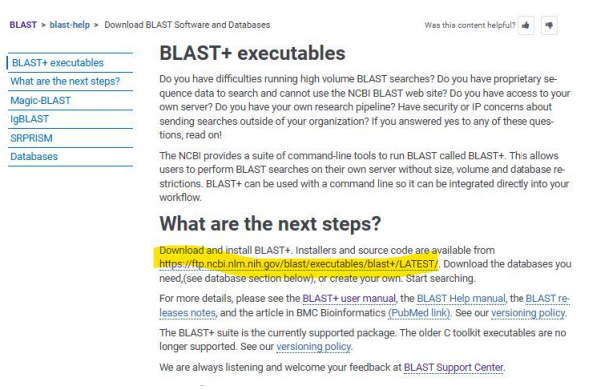 BLAST > blast-help > Download BLAST Software and Databases
Was this content helpful?
BLAST+ executables
What are the next steps?
Magic-BLAST
IgBLAST
SRPRISM
Databases
BLAST+ executables
Do you have difficulties running high volume BLAST searches? Do you have proprietary se-
quence data to search and cannot use the NCBI BLAST web site? Do you have access to your
own server? Do you have your own research pipeline? Have security or IP concerns about
sending searches outside of your organization? If you answered yes to any of these ques-
tions, read on!
The NCBI provides a suite of command-line tools to run BLAST called BLAST+. This allows
users to perform BLAST searches on their own server without size, volume and database re-
strictions. BLAST+ can be used with a command line so it can be integrated directly into your
workflow.
What are the next steps?
Download and install BLAST+. Installers and source code are available from
https://ftp.ncbi.nlm.nih.gov/blast/executables/blast+/LATEST/. Download the databases you
need,(see database section below), or create your own. Start searching.
For more details, please see the BLAST+ user manual, the BLAST Help manual, the BLAST re-
leases notes, and the article in BMC Bioinformatics (PubMed link). See our versioning policy.
The BLAST+ suite is the currently supported package. The older C toolkit executables are no
longer supported. See our versioning policy.
We are always listening and welcome your feedback at BLAST Support Center.